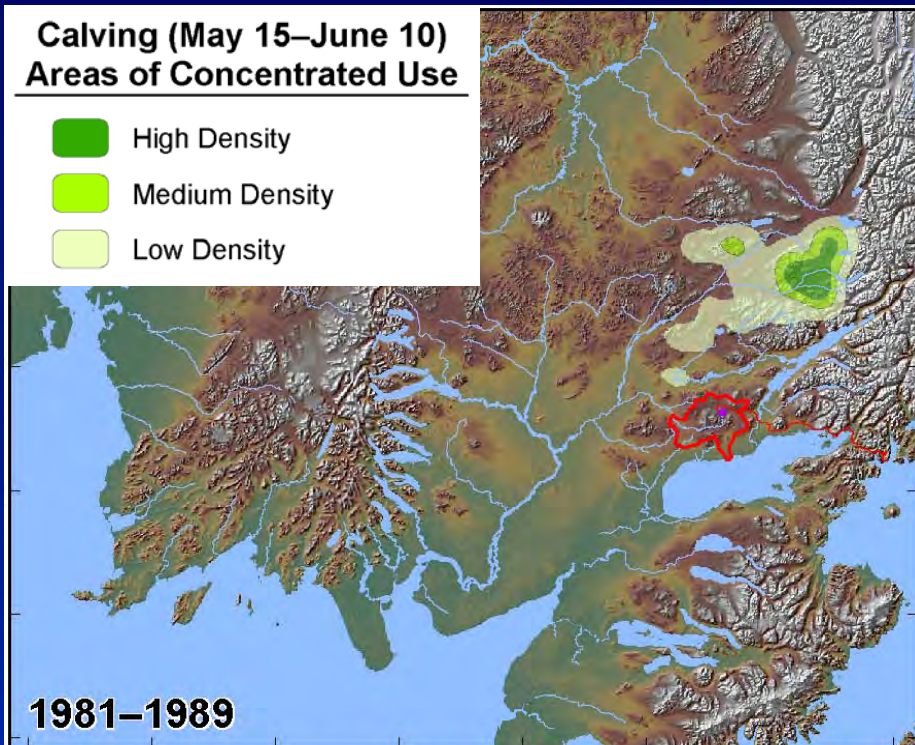 Calving (May 15–June 10)
Areas of Concentrated Use
High Density
Medium Density
Low Density
1981–1989